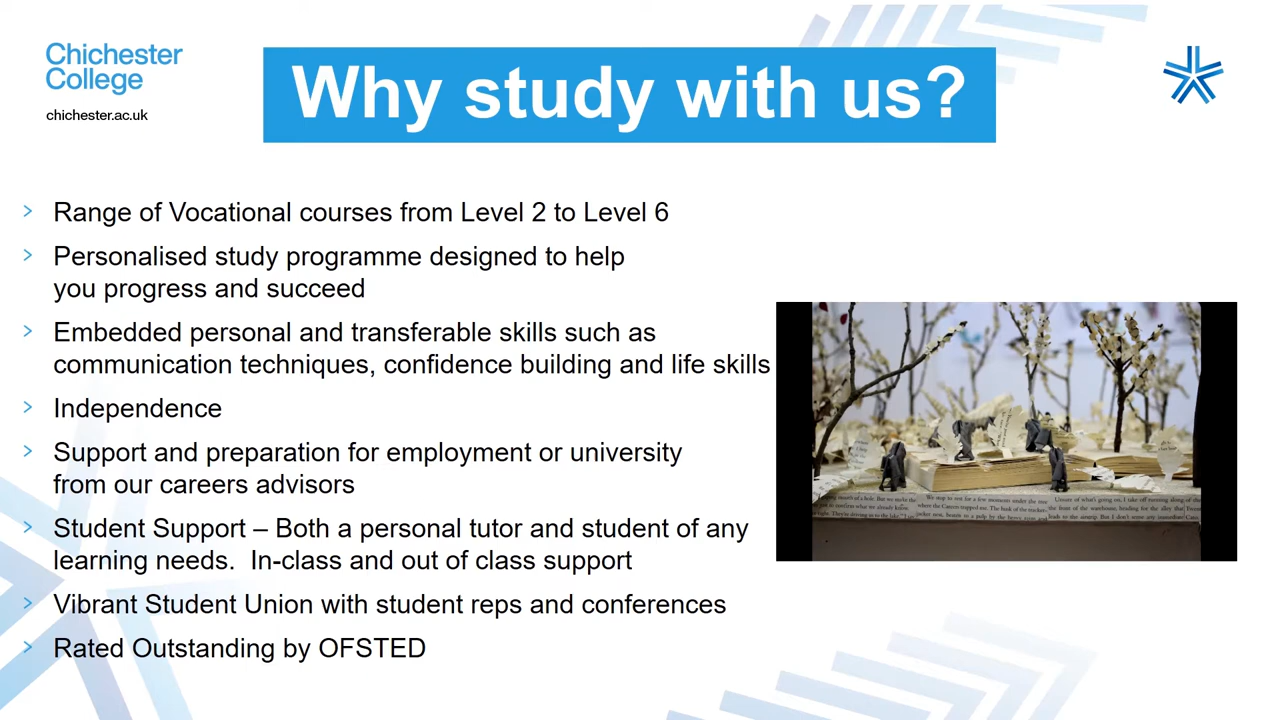 Chichester
College
chichester.ac.uk
Why study with us?
Range of Vocational courses from Level 2 to Level 6
Personalised study programme designed to help
you progress and succeed
Embedded personal and transferable skills such as
communication techniques, confidence building and life skills
Independence
Support and preparation for employment or university
from our careers advisors
Student Support – Both a personal tutor and student of any
learning needs.  In-class and out of class support
Vibrant Student Union with student reps and conferences
Rated Outstanding by OFSTED